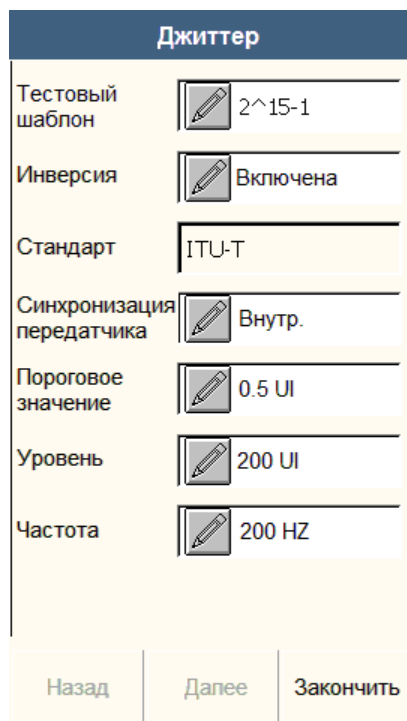 Джиттер
Тестовый
шаблон
2^15-1
Инверсия
Включена
Стандарт
ITU-T
Синхронизация
передатчика
Внутр.
Пороговое
значение
0.5 UI
Уровень
200 UI
Частота
200 HZ
Назад
Далее
Закончить